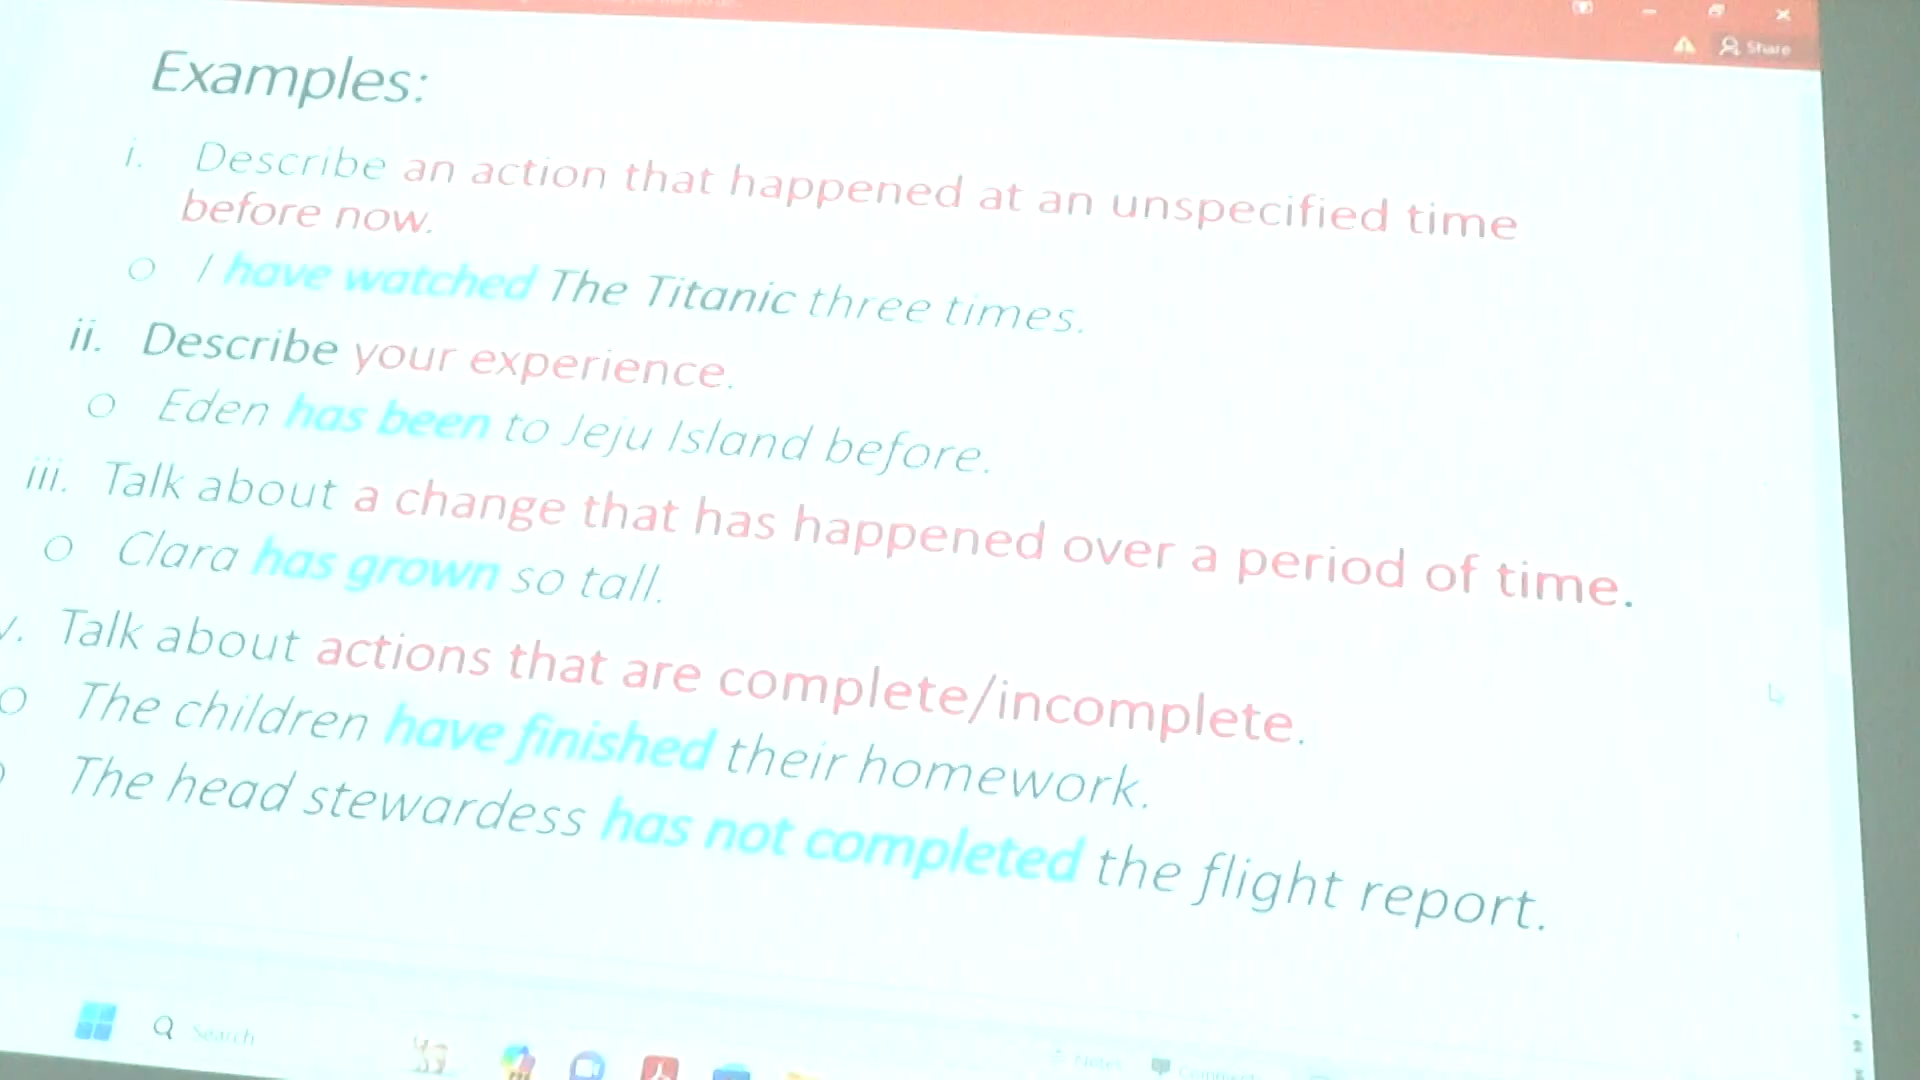 Share
Examples:
i. Describe an action that happened at an unspecified time
before now.
o I have watched The Titanic three times.
ii. Describe your experience.
o Eden has been to Jeju Island before.
iii. Talk about a change that has happened over a period of time.
o Clara has grown so tall.
v. Talk about actions that are complete/incomplete.
o The children have finished their homework.
The head stewardess has not completed the flight report.
Search
Notes Comments